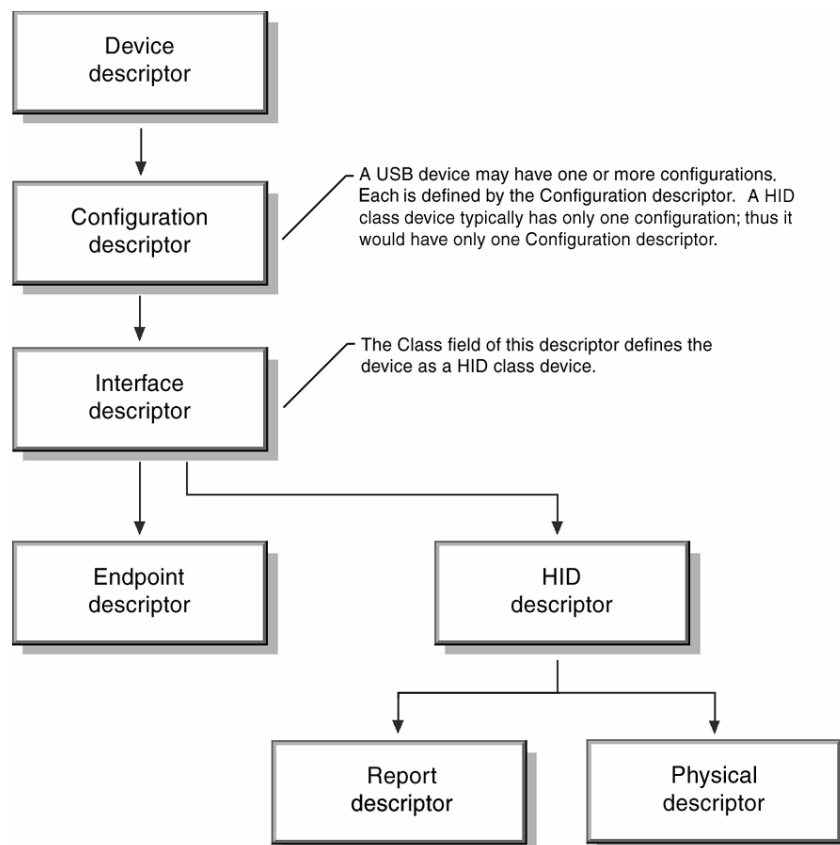 Device
descriptor
A USB device may have one or more configurations.
Each is defined by the Configuration descriptor. A HID
class device typically has only one configuration; thus it
would have only one Configuration descriptor.
Configuration
descriptor
The Class field of this descriptor defines the
device as a HID class device.
Interface
descriptor
Endpoint
descriptor
HID
descriptor
Report
descriptor
Physical
descriptor